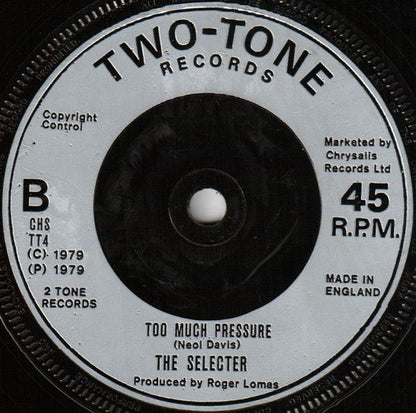 TWO-TONE
RECORDS
Copyright
Control
Marketed by
Chrysalis
Records Ltd
B
45
R.P.M.
CHS
TT4
(C) 1979
(P) 1979
2 TONE
RECORDS
MADE IN
ENGLAND
TOO MUCH PRESSURE
(Neol Davis)
THE SELECTER
Produced by Roger Lomas